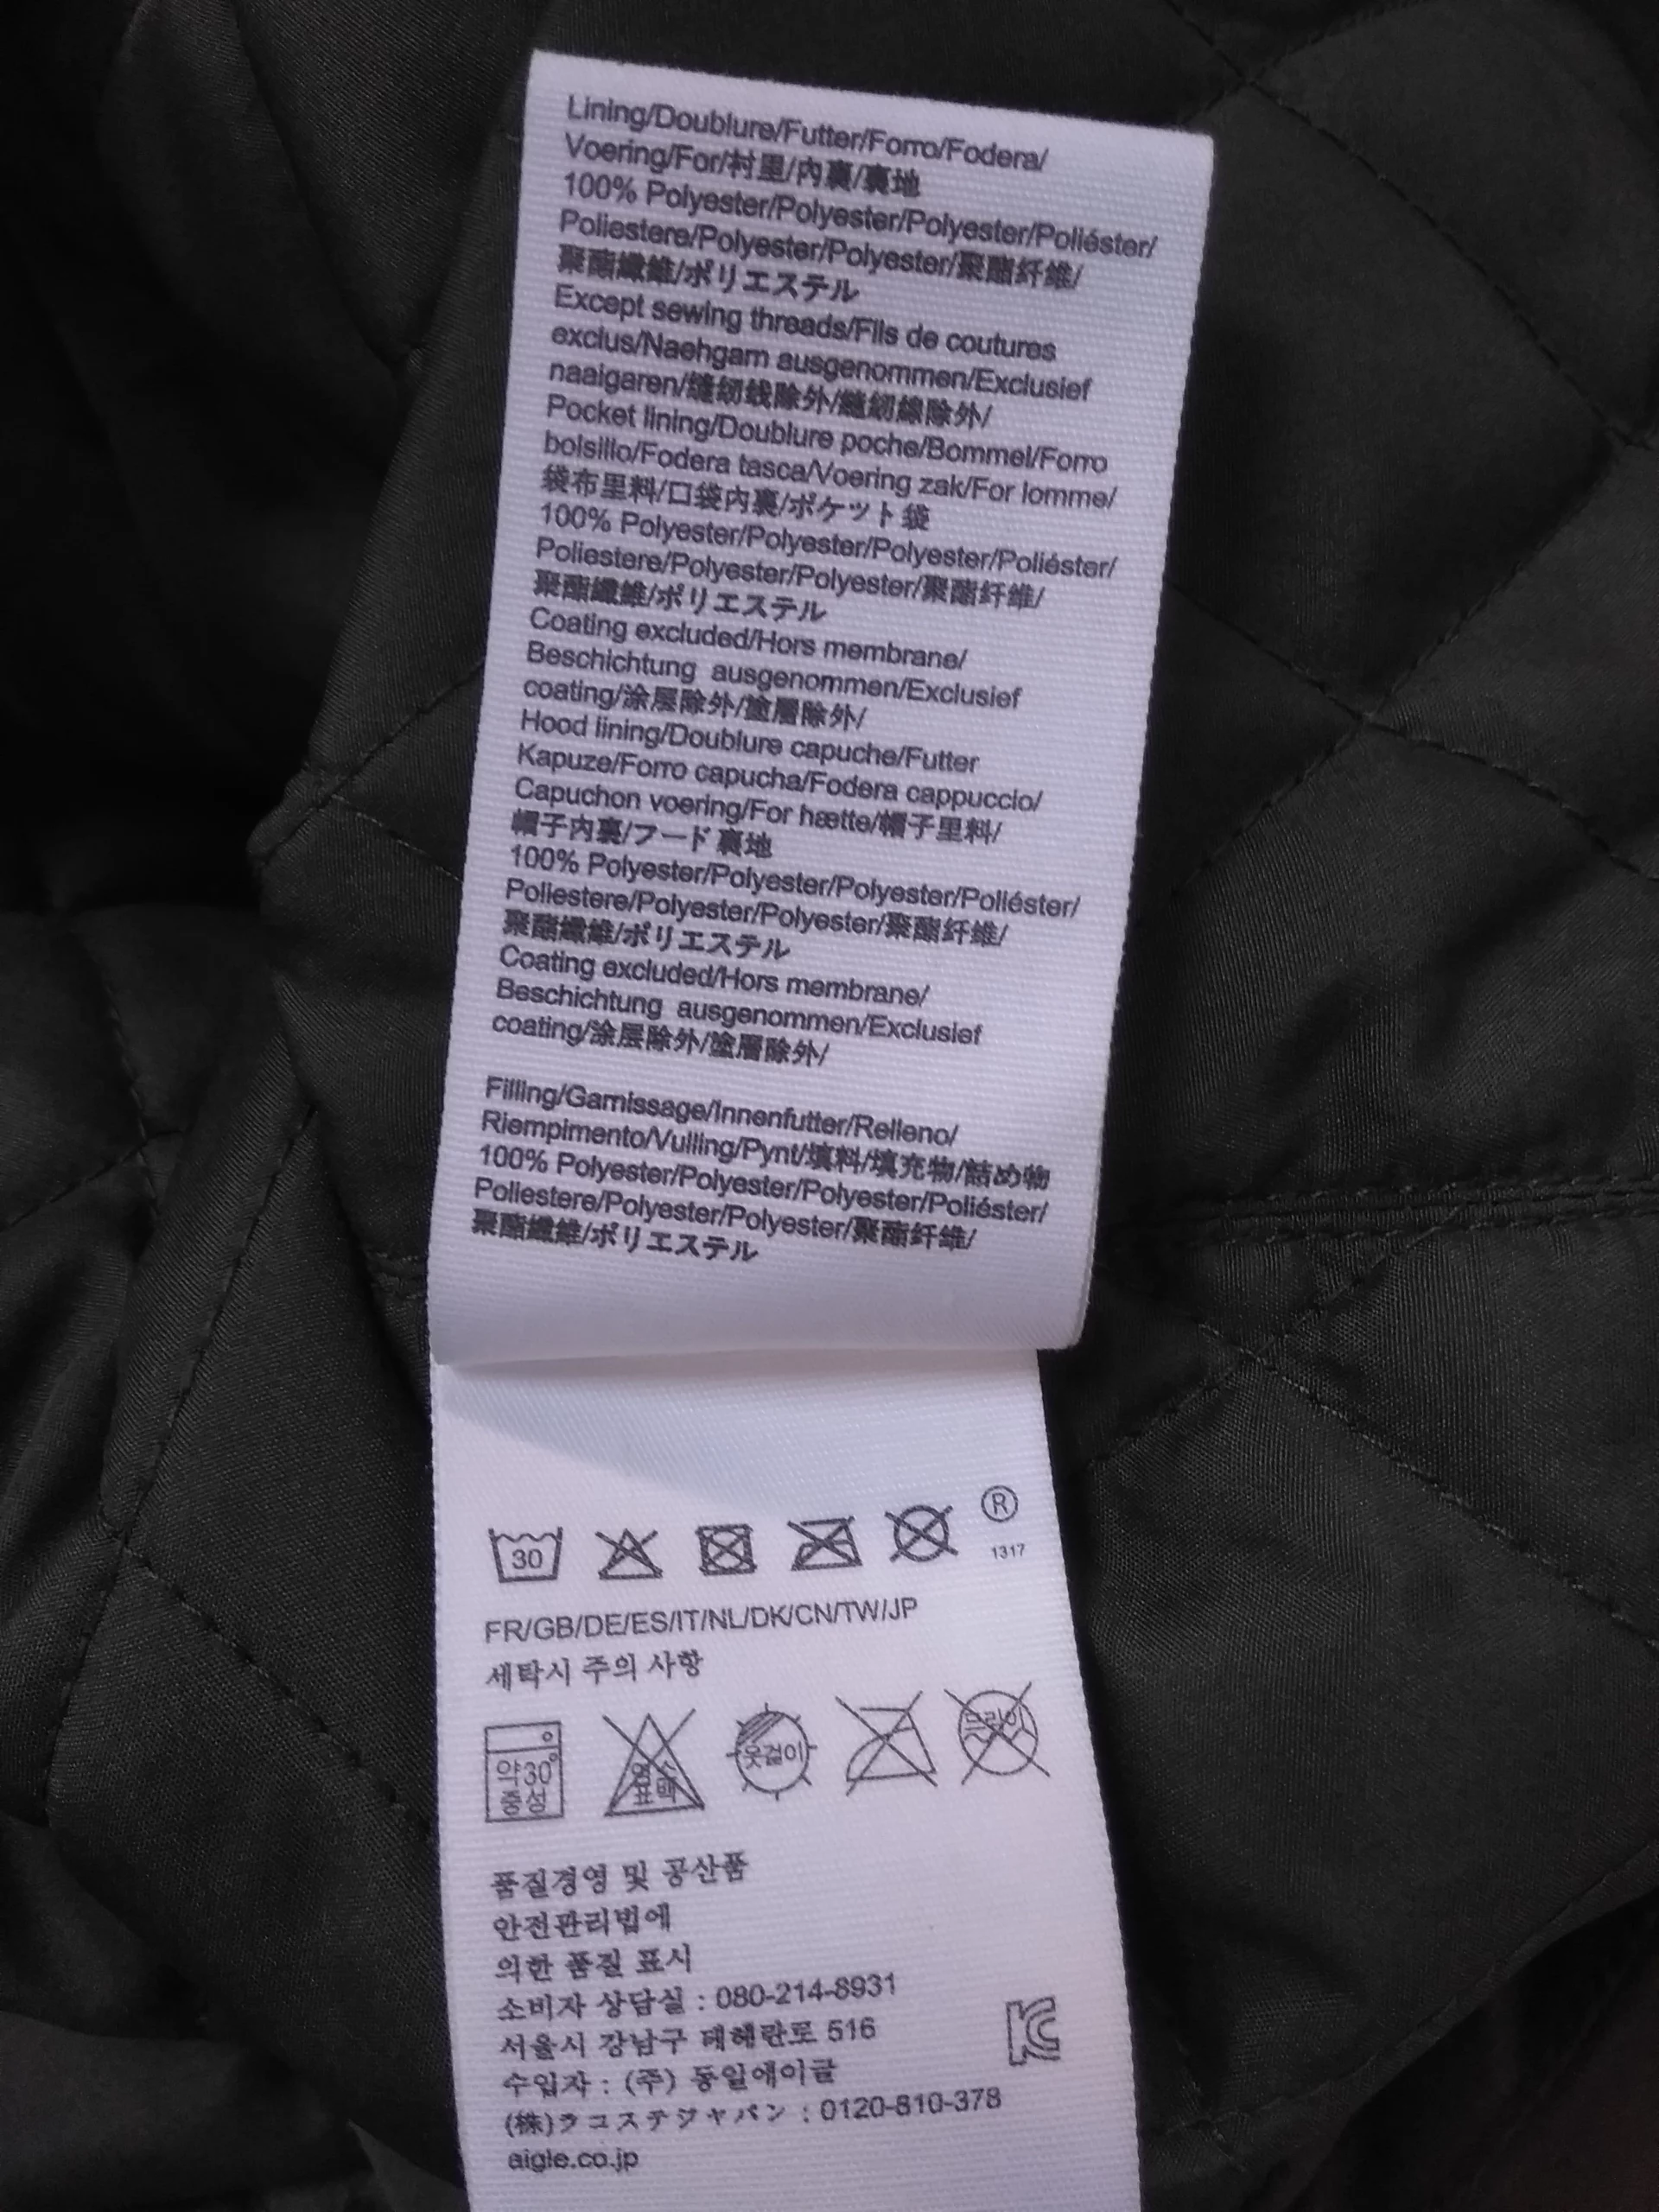 Lining/Doublure/Futter/Forro/Fodera/
Voering/For/村里/內裏/裏地
100% Polyester/Polyester/Polyester/Poliéster/
Poliestere/Polyester/Polyester/聚酯纤维/
聚酯纖維/ポリエステル
Except sewing threads/Fils de coutures
exclus/Naehgarn ausgenommen/Exclusief
naaigaren/缝纫线除外/縫紉線除外/
Pocket lining/Doublure poche/Bommel/Forro
bolsillo/Fodera tasca/Voering zak/For lomme/
袋布里料/口袋內裏/ポケット袋
100% Polyester/Polyester/Polyester/Poliéster/
Poliestere/Polyester/Polyester/聚酯纤维/
聚酯纖維/ポリエステル
Coating excluded/Hors membrane/
Beschichtung ausgenommen/Exclusief
coating/涂层除外/塗層除外/
Hood lining/Doublure capuche/Futter
Kapuze/Forro capucha/Fodera cappuccio/
Capuchon voering/For hætte/帽子里料/
帽子內裏/フード裏地
100% Polyester/Polyester/Polyester/Poliéster/
Poliestere/Polyester/Polyester/聚酯纤维/
聚酯纖維/ポリエステル
Coating excluded/Hors membrane/
Beschichtung ausgenommen/Exclusief
coating/涂层除外/塗層除外/
Filling/Garnissage/Innenfutter/Relleno/
Riempimento/Vulling/Pynt/填料/填充物/詰め物
100% Polyester/Polyester/Polyester/Poliéster/
Poliestere/Polyester/Polyester/聚酯纤维/
聚酯纖維/ポリエステル
30 ®
1317
FR/GB/DE/ES/IT/NL/DK/CN/TW/JP
세탁시 주의 사항
약30° 염소 옷걸이 드라이
중성 표백
품질경영 및 공산품
안전관리법에
의한 품질 표시
소비자 상담실 : 080-214-8931
서울시 강남구 테헤란로 516
수입자 : (주) 동일에이글
(株)ラコステジャパン : 0120-810-378
aigle.co.jp